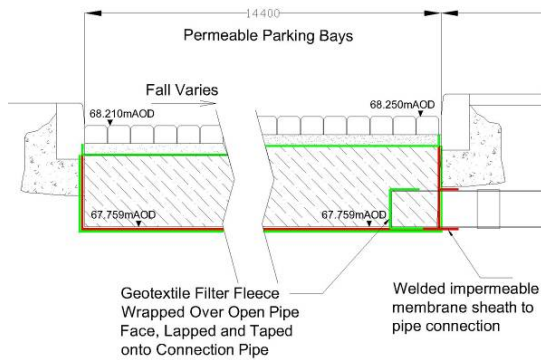 14400
Permeable Parking Bays
Fall Varies
68.210mAOD
68.250mAOD
67.759mAOD
67.759mAOD
Geotextile Filter Fleece
Wrapped Over Open Pipe
Face, Lapped and Taped
onto Connection Pipe
Welded impermeable
membrane sheath to
pipe connection